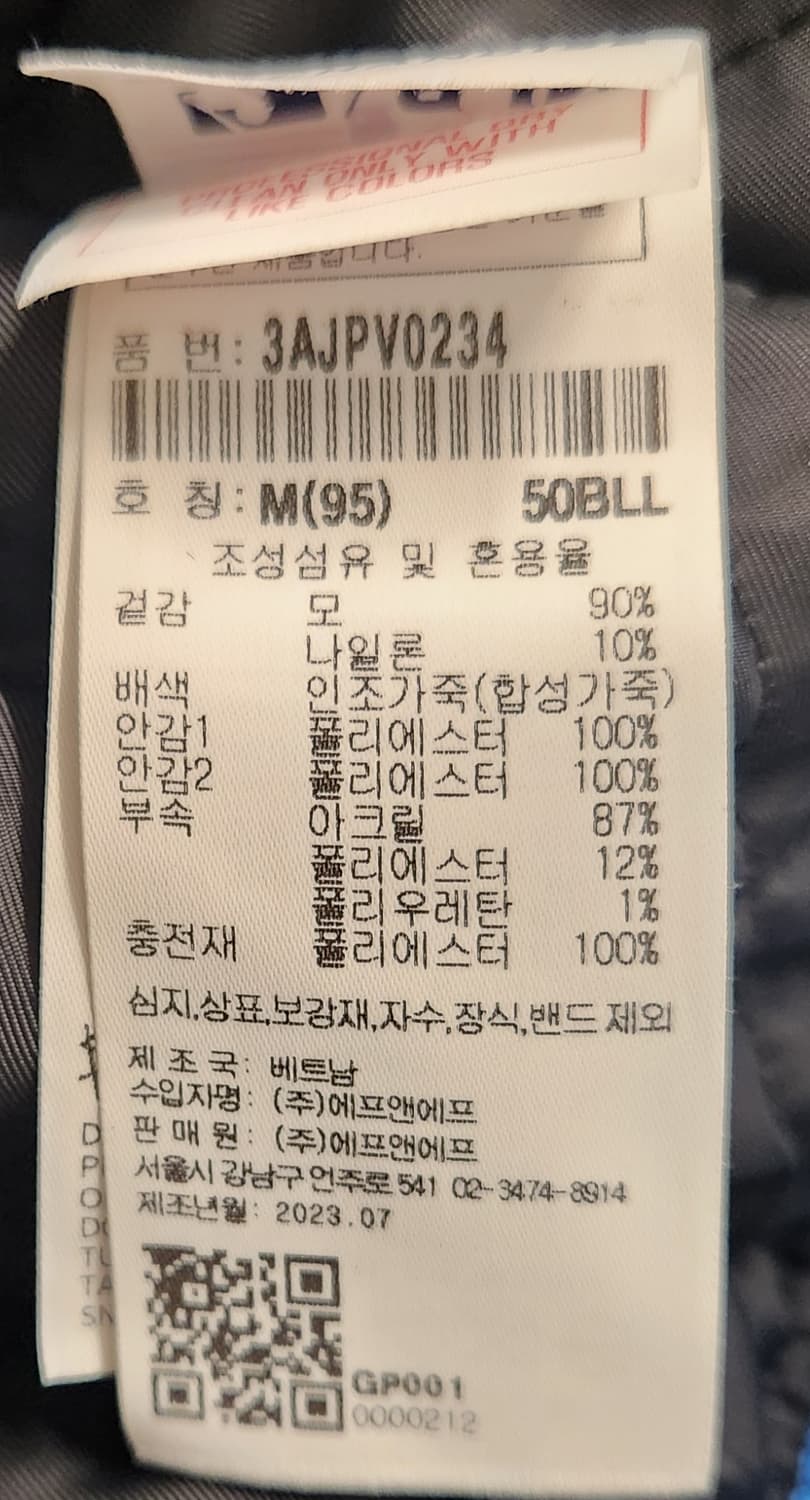 PROFESSIONAL DRY
CLEAN ONLY WITH
LIKE COLORS
제품입니다.
품 번: 3AJPV0234
호 칭: M(95) 50BLL
조성섬유 및 혼용율
겉감 모 90%
나일론 10%
배색 인조가죽(합성가죽)
안감1 폴리에스터 100%
안감2 폴리에스터 100%
부속 아크릴 87%
폴리에스터 12%
폴리우레탄 1%
충전재 폴리에스터 100%
심지,상표,보강재,자수,장식,밴드 제외
제 조 국: 베트남
수입자명: (주)에프앤에프
판 매 원: (주)에프앤에프
서울시 강남구 언주로 541 02-3474-8914
제조년월: 2023.07
GP001
0000212